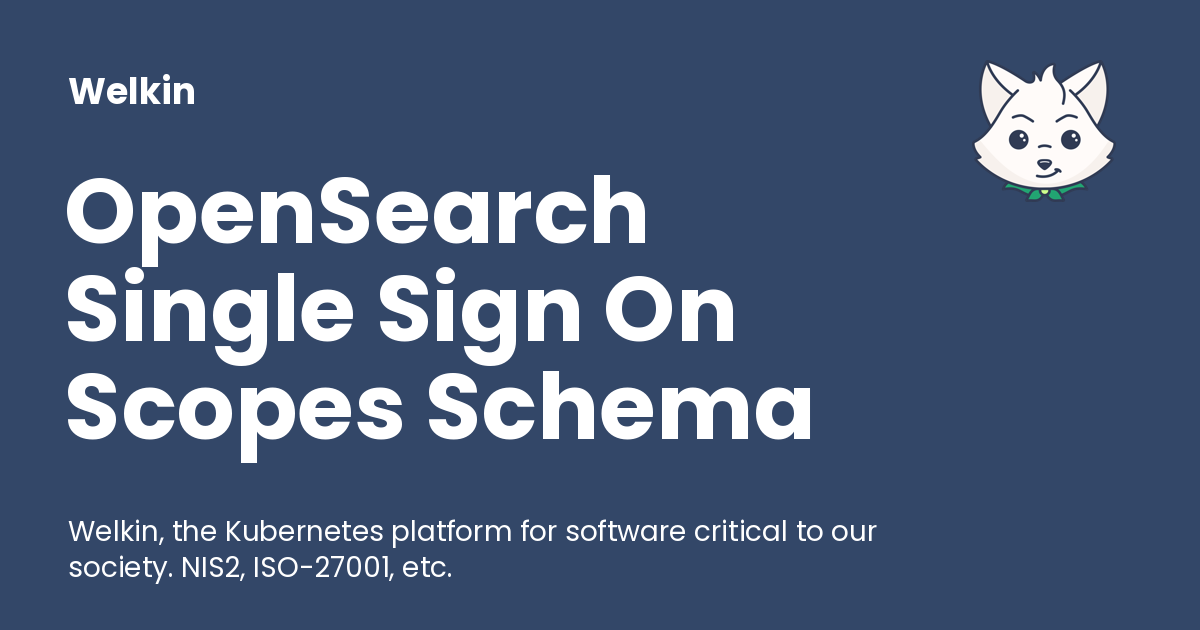 Welkin
OpenSearch
Single Sign On
Scopes Schema
Welkin, the Kubernetes platform for software critical to our
society. NIS2, ISO-27001, etc.